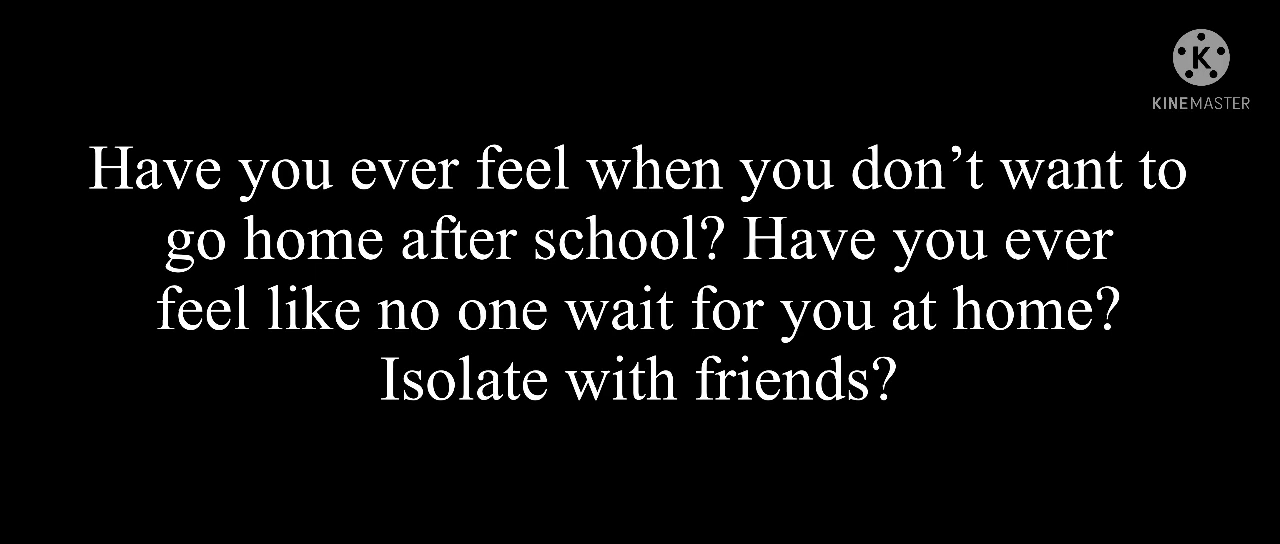 KINEMASTER
Have you ever feel when you don’t want to
go home after school? Have you ever
feel like no one wait for you at home?
Isolate with friends?